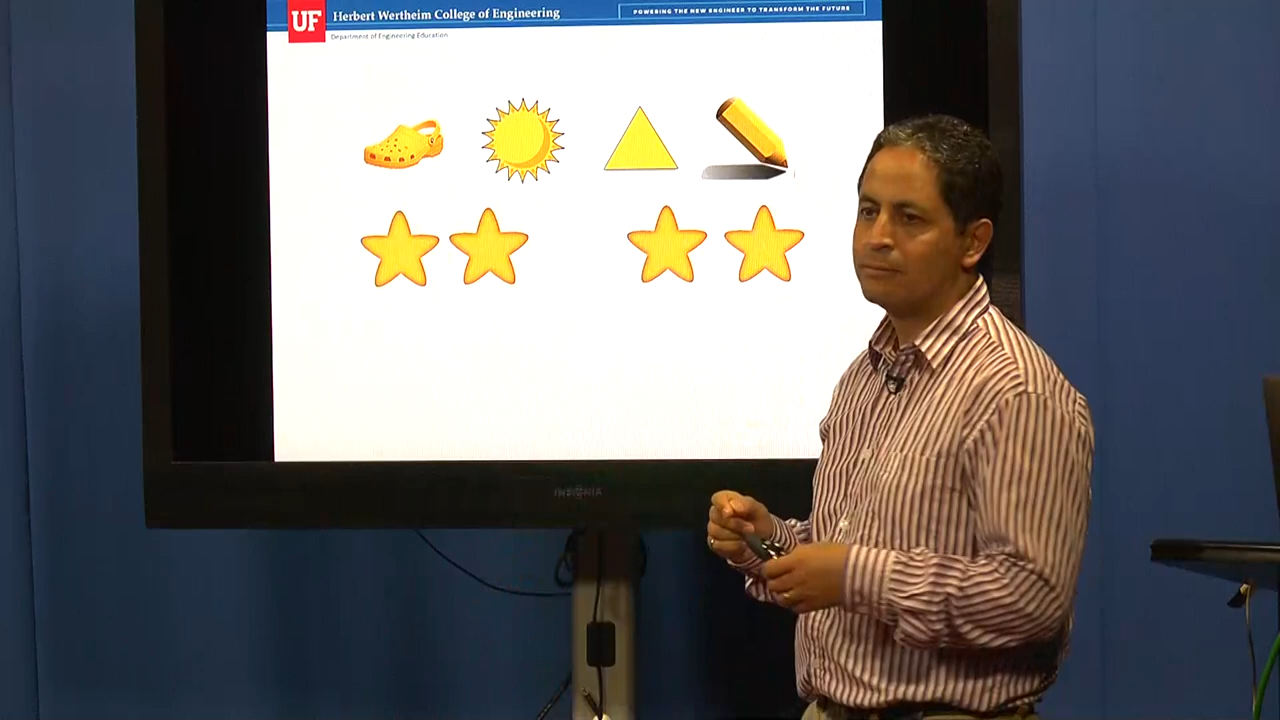 UF
Herbert Wertheim College of Engineering
POWERING THE NEW ENGINEER TO TRANSFORM THE FUTURE
Department of Engineering Education
INSIGNIA